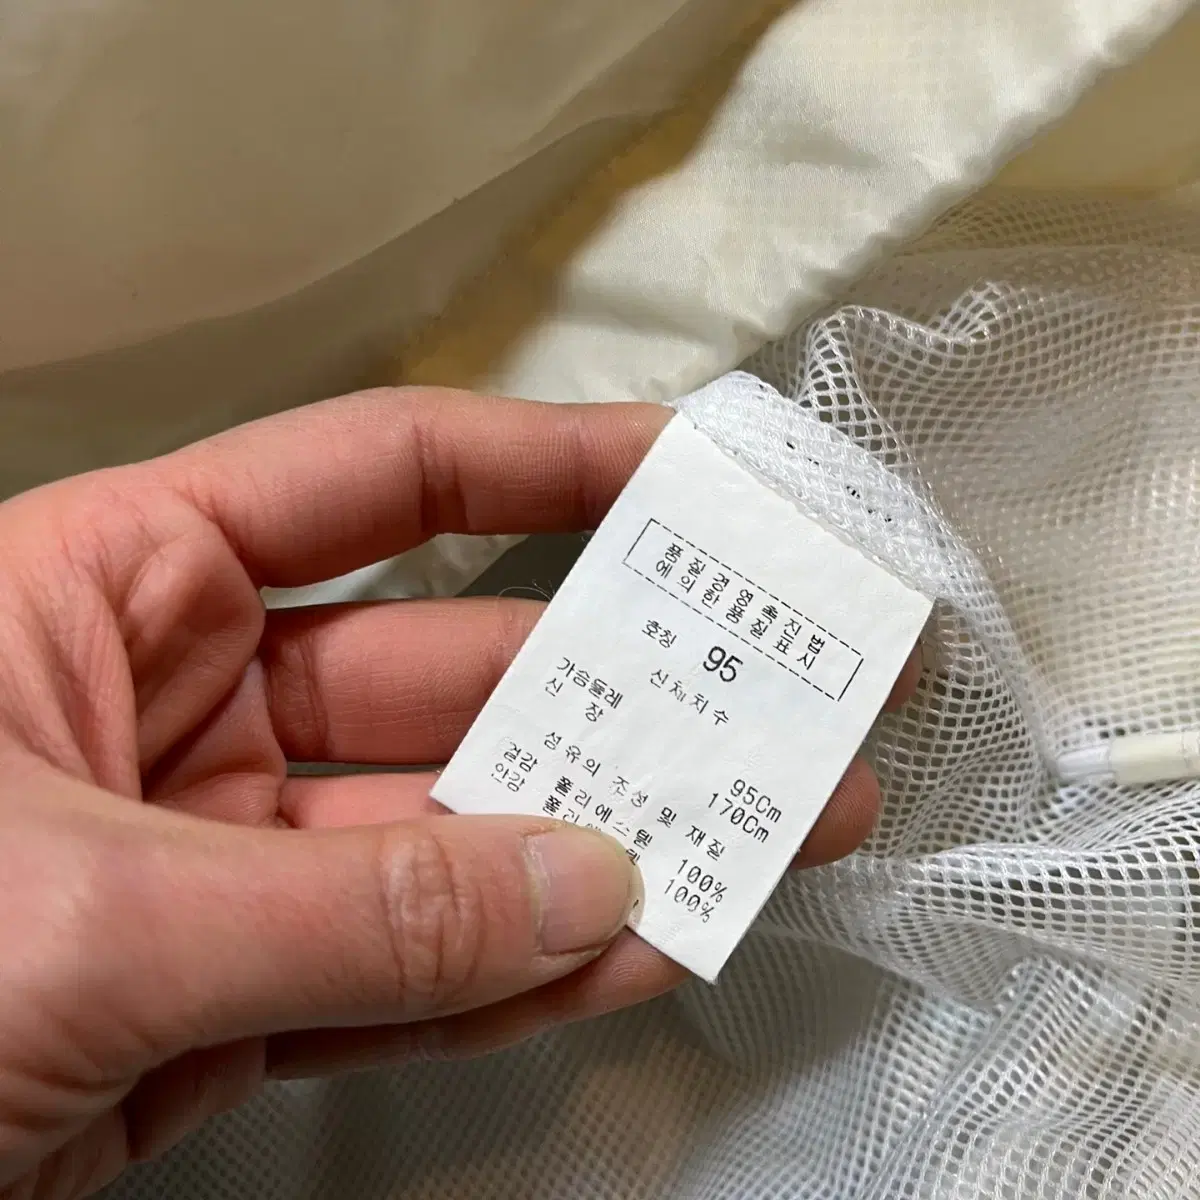 품질경영촉진법
에의한품질표시
호칭 95
신체치수
가슴둘레 95Cm
신 장 170Cm
섬유의 조성 및 재질
겉감 폴리에스텔 100%
안감 100%